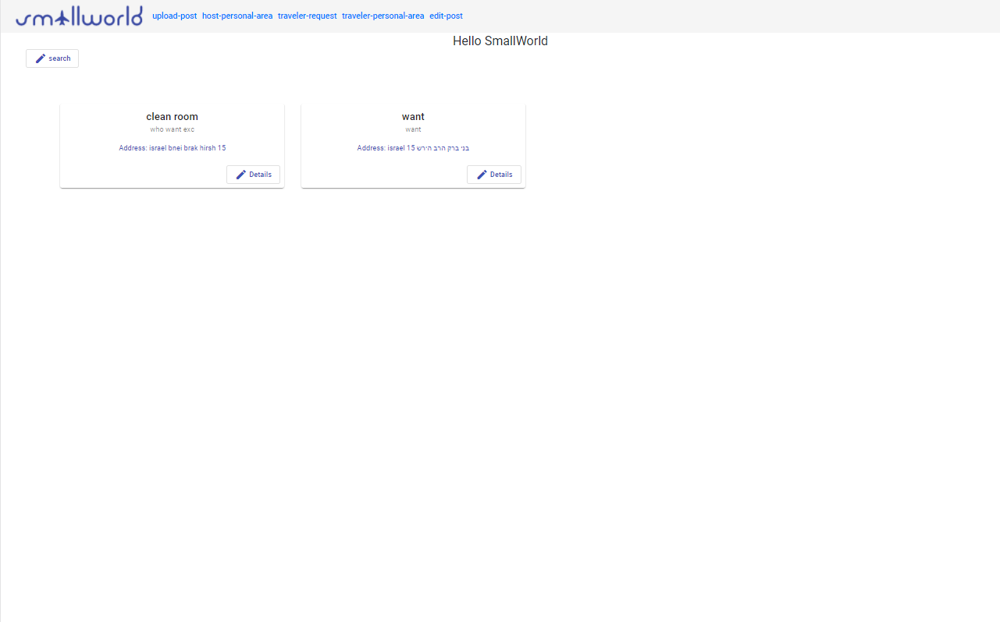 smallworld upload-post host-personal-area traveler-request traveler-personal-area edit-post
Hello SmallWorld
search
clean room
who want exc
Address: israel bnei brak hirsh 15
Details
want
want
Address: israel 15 בני ברק הרב הירש
Details